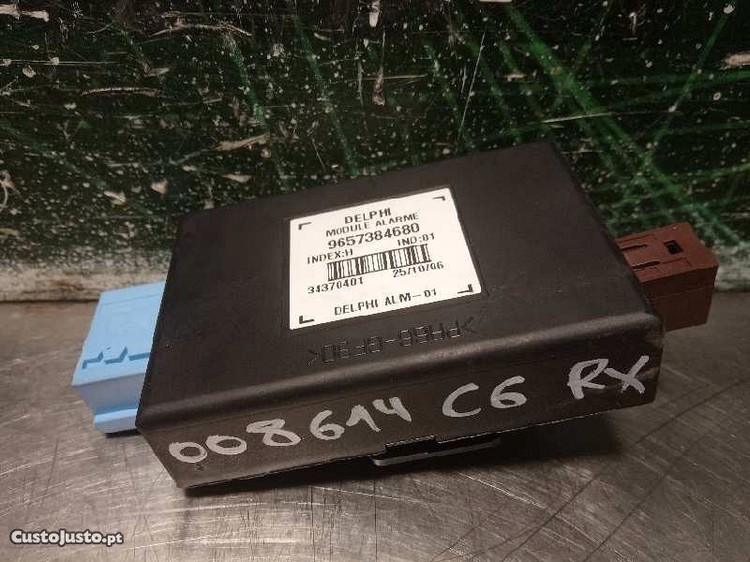 DELPHI
MODULE ALARME
9657384680
INDEX:H IND:01
34370401 25/10/06
DELPHI ALM-01
>PA66-GF30<
008614 C6 RX
CustoJusto.pt